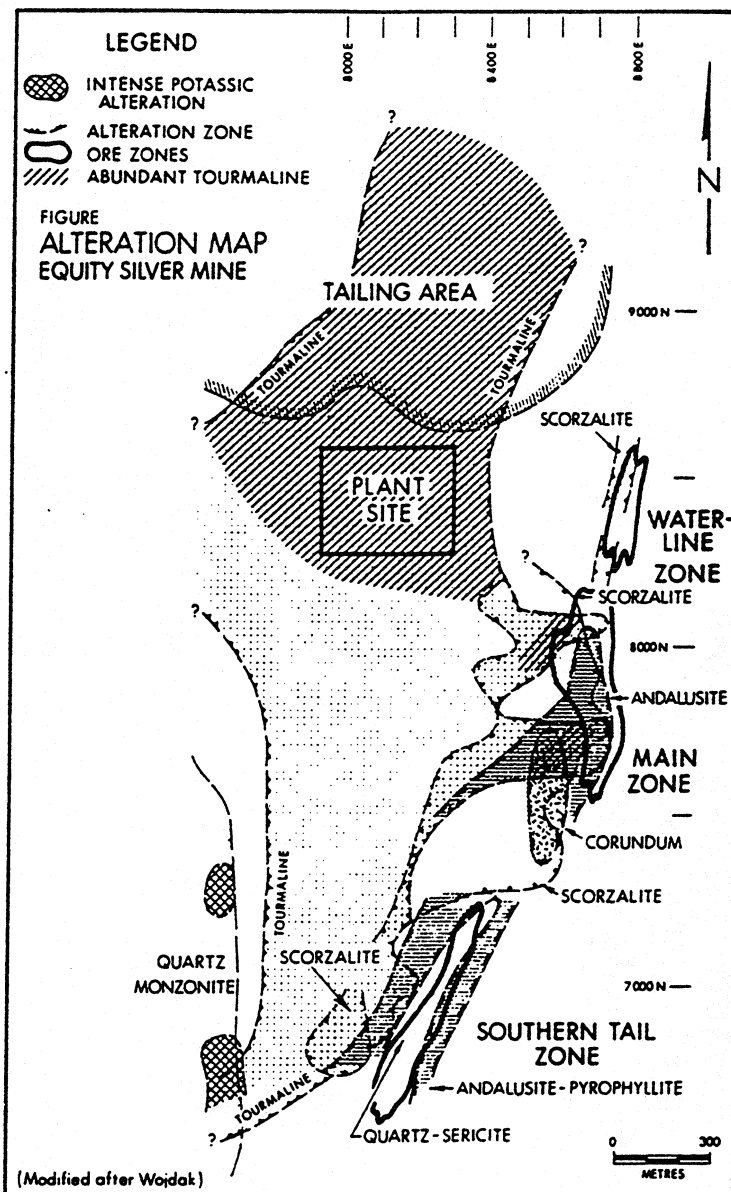 LEGEND
INTENSE POTASSIC
ALTERATION
ALTERATION ZONE
ORE ZONES
ABUNDANT TOURMALINE
FIGURE
ALTERATION MAP
EQUITY SILVER MINE
8000 E
8400 E
8800 E
N
?
?
TAILING AREA
9000 N
TOURMALINE
TOURMALINE
?
SCORZALITE
PLANT
SITE
WATER-
LINE
ZONE
?
SCORZALITE
?
8000 N
ANDALUSITE
MAIN
ZONE
CORUNDUM
TOURMALINE
SCORZALITE
QUARTZ
MONZONITE
SCORZALITE
7000 N
SOUTHERN TAIL
ZONE
ANDALUSITE-PYROPHYLLITE
TOURMALINE
?
QUARTZ-SERICITE
0 300
METRES
(Modified after Wojdak)